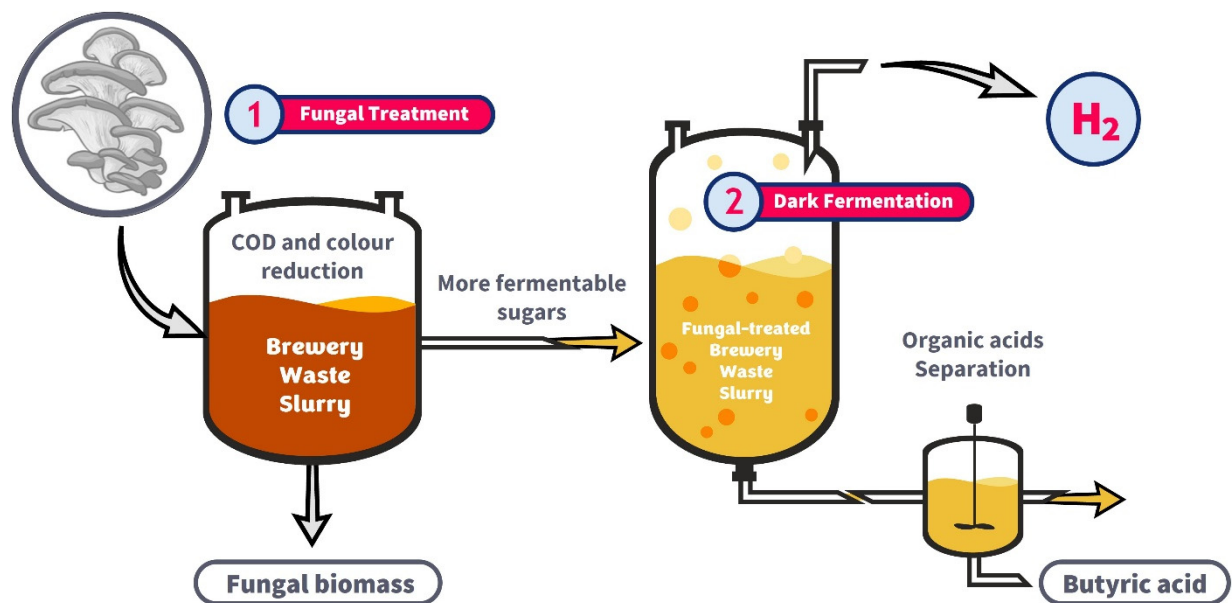 1
Fungal Treatment
COD and colour
reduction
Brewery
Waste
Slurry
Fungal biomass
More fermentable
sugars
2
Dark Fermentation
H₂
Fungal-treated
Brewery
Waste
Slurry
Organic acids
Separation
Butyric acid